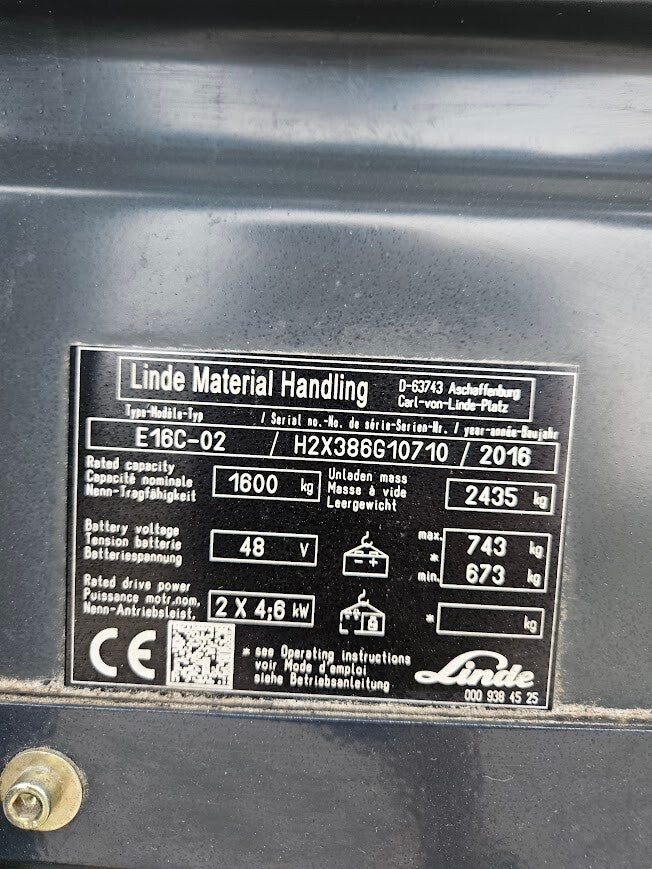 Linde Material Handling
D-63743 Aschaffenburg
Carl-von-Linde-Platz
Type-Modèle-Typ / Serial no.-No. de série-Serien-Nr. / year-année-Baujahr
E16C-02 / H2X386G10710 / 2016
Rated capacity
Capacité nominale
Nenn-Tragfähigkeit
1600 kg
Unladen mass
Masse à vide
Leergewicht
2435 kg
Battery voltage
Tension batterie
Batteriespannung
48 V
- +
max. 743 kg
*
min. 673 kg
Rated drive power
Puissance motr.nom.
Nenn-Antriebsleist.
2 X 4;6 kW
* kg
CE
* see Operating instructions
voir Mode d'emploi
siehe Betriebsanleitung
Linde
000 938 45 25